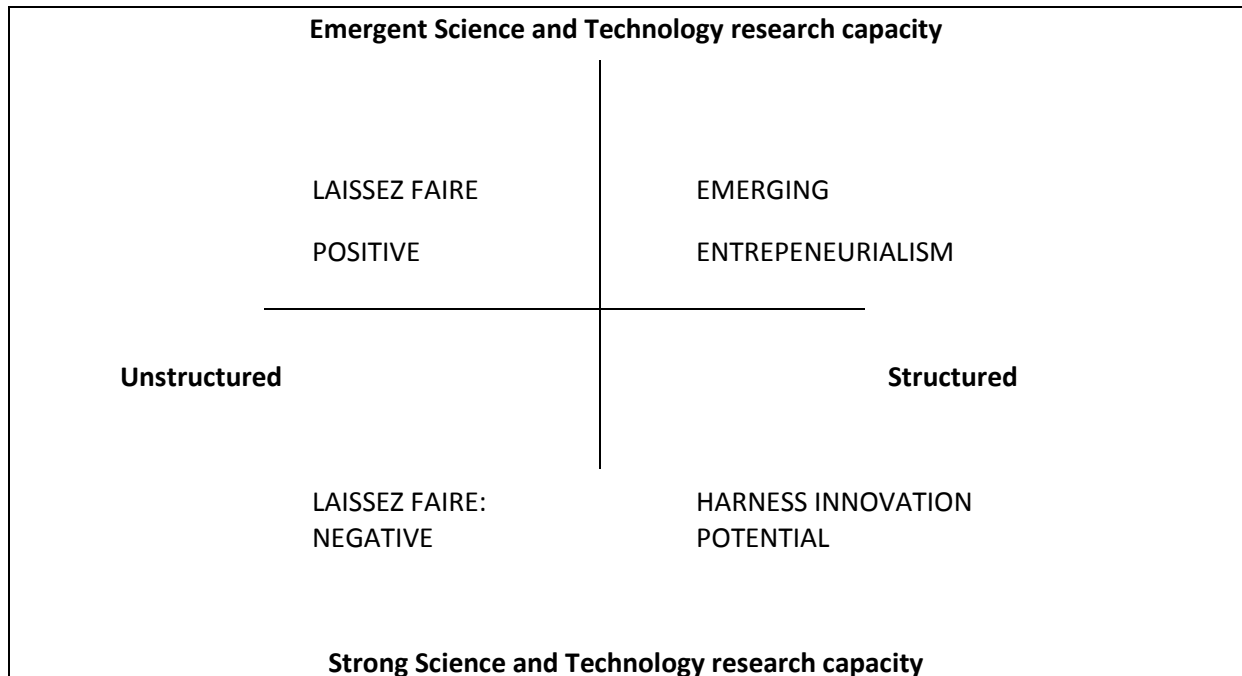 Emergent Science and Technology research capacity
LAISSEZ FAIRE
EMERGING
POSITIVE
ENTREPENEURIALISM
Unstructured
Structured
LAISSEZ FAIRE:
NEGATIVE
HARNESS INNOVATION
POTENTIAL
Strong Science and Technology research capacity